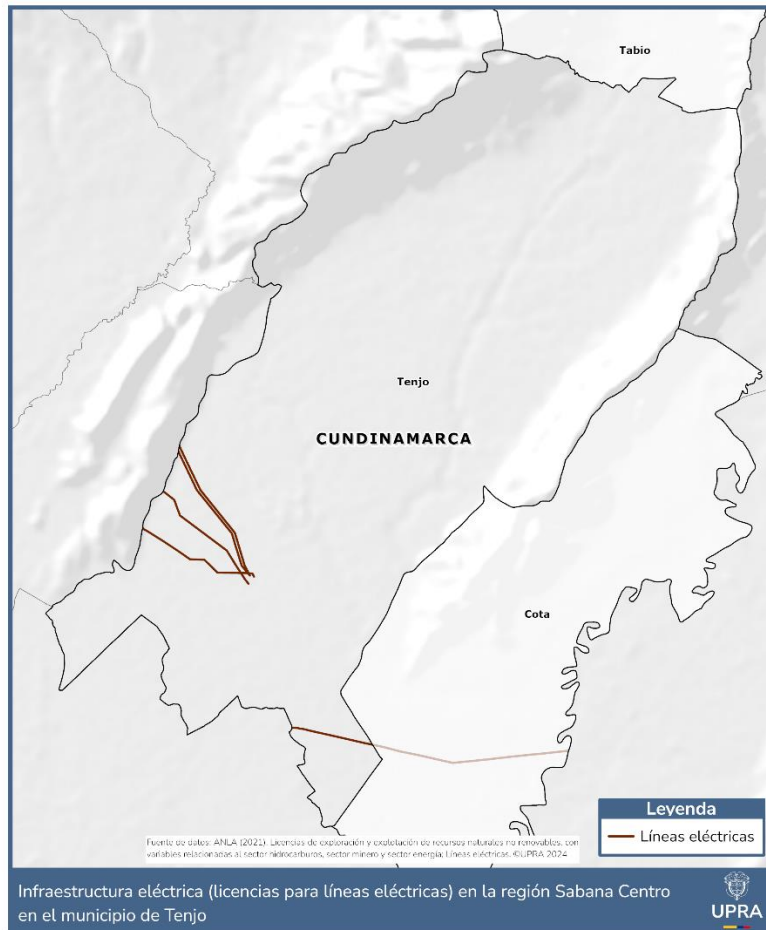 Tabio
Tenjo
CUNDINAMARCA
Cota
Leyenda
Líneas eléctricas
Fuente de datos: ANLA (2021). Licencias de exploración y explotación de recursos naturales no renovables, con
variables relacionadas al sector hidrocarburos, sector minero y sector energía; Líneas eléctricas. ©UPRA 2024
Infraestructura eléctrica (licencias para líneas eléctricas) en la región Sabana Centro
en el municipio de Tenjo
UPRA